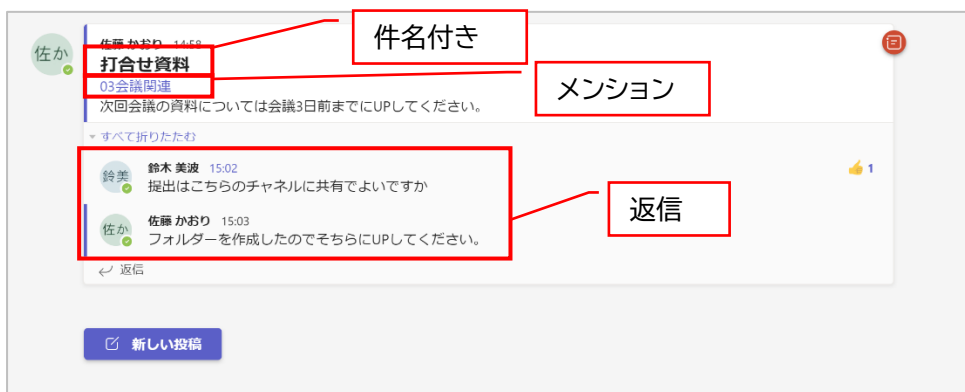 件名付き
佐か
佐藤 かおり 14:58
打合せ資料
03会議関連
メンション
次回会議の資料については会議3日前までにUPしてください。
すべて折りたたむ
鈴美
鈴木 美波 15:02
提出はこちらのチャネルに共有でよいですか
👍 1
返信
佐か
佐藤 かおり 15:03
フォルダーを作成したのでそちらにUPしてください。
返信
新しい投稿